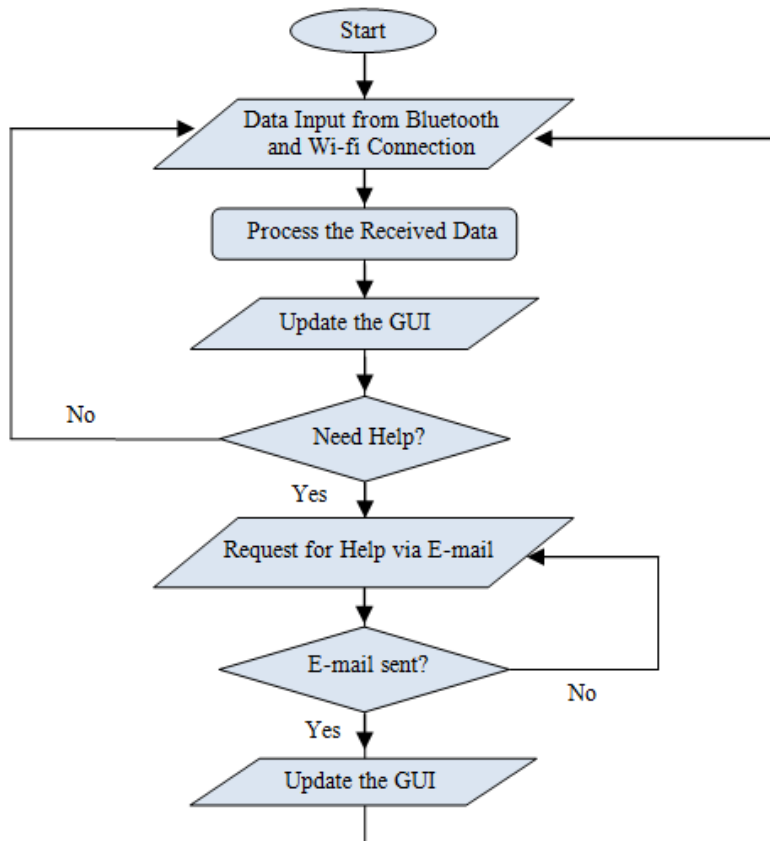 Start
Data Input from Bluetooth
and Wi-fi Connection
Process the Received Data
Update the GUI
No
Need Help?
Yes
Request for Help via E-mail
E-mail sent?
No
Yes
Update the GUI